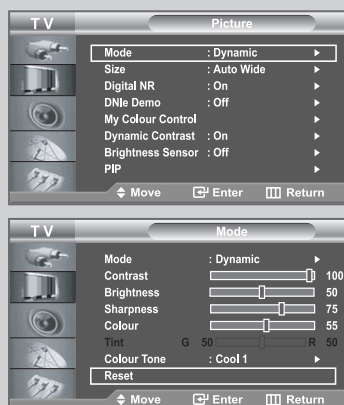 TV Picture
Mode : Dynamic
Size : Auto Wide
Digital NR : On
DNIe Demo : Off
My Colour Control
Dynamic Contrast : On
Brightness Sensor : Off
PIP
Move Enter Return
TV Mode
Mode : Dynamic
Contrast 100
Brightness 50
Sharpness 75
Colour 55
Tint G 50 R 50
Colour Tone : Cool 1
Reset
Move Enter Return